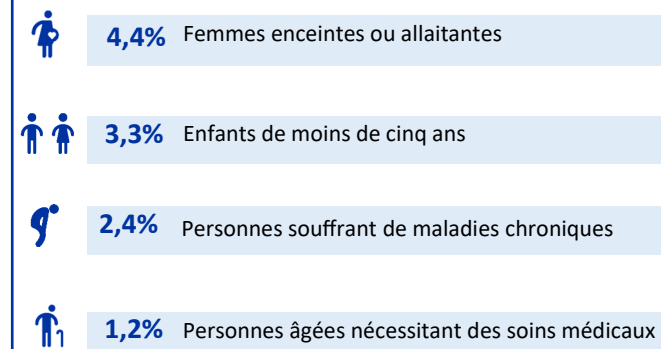 4,4% Femmes enceintes ou allaitantes
3,3% Enfants de moins de cinq ans
2,4% Personnes souffrant de maladies chroniques
1,2% Personnes âgées nécessitant des soins médicaux